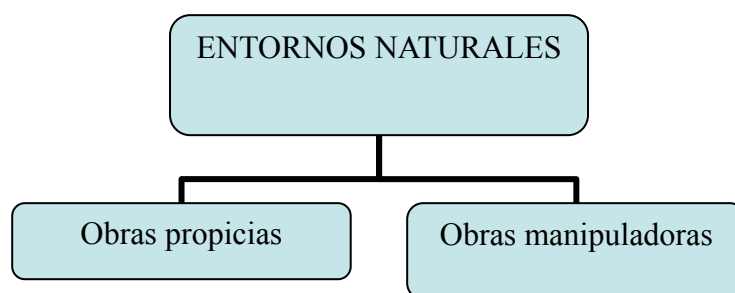 ENTORNOS NATURALES
Obras propicias
Obras manipuladoras